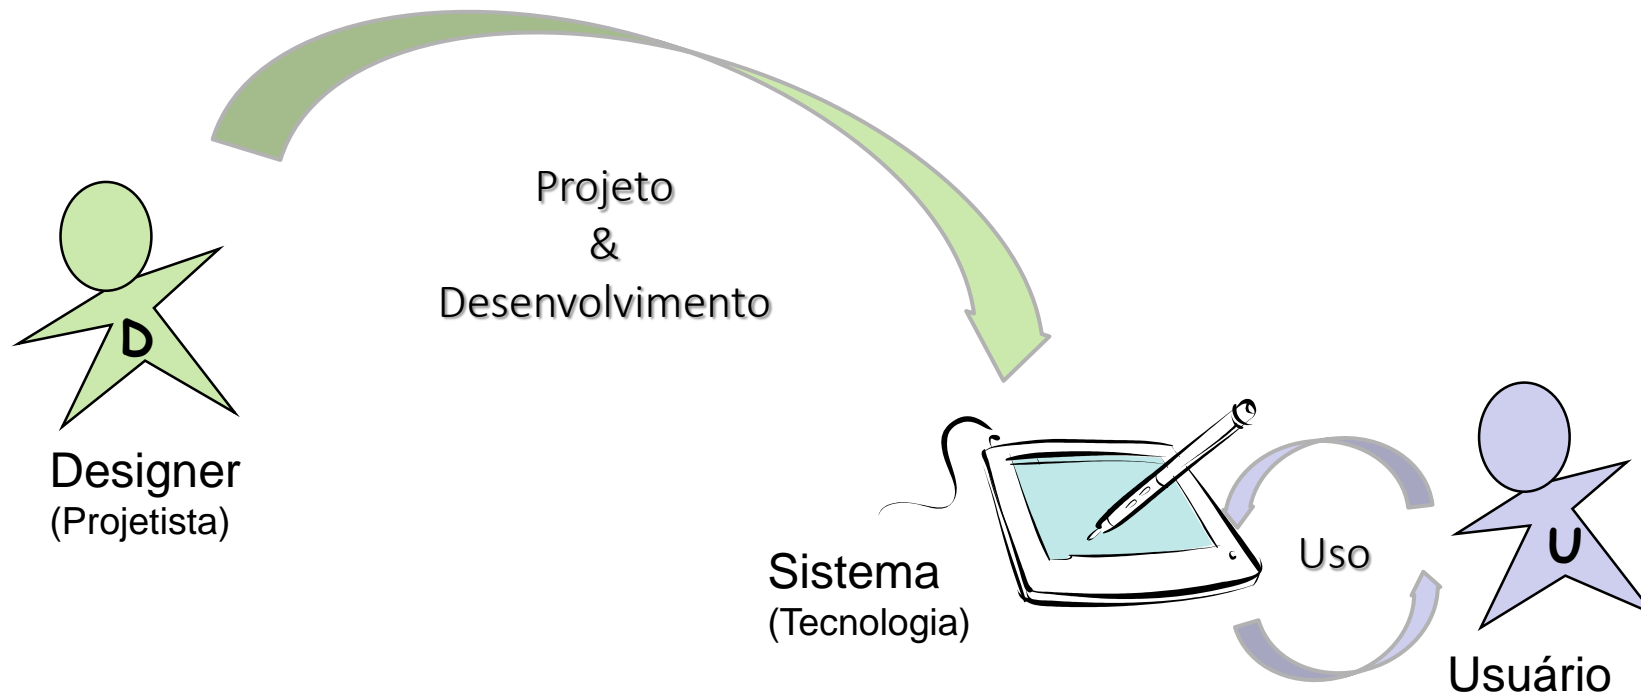 Projeto
&
Desenvolvimento
D
Designer
(Projetista)
Sistema
(Tecnologia)
Uso
U
Usuário